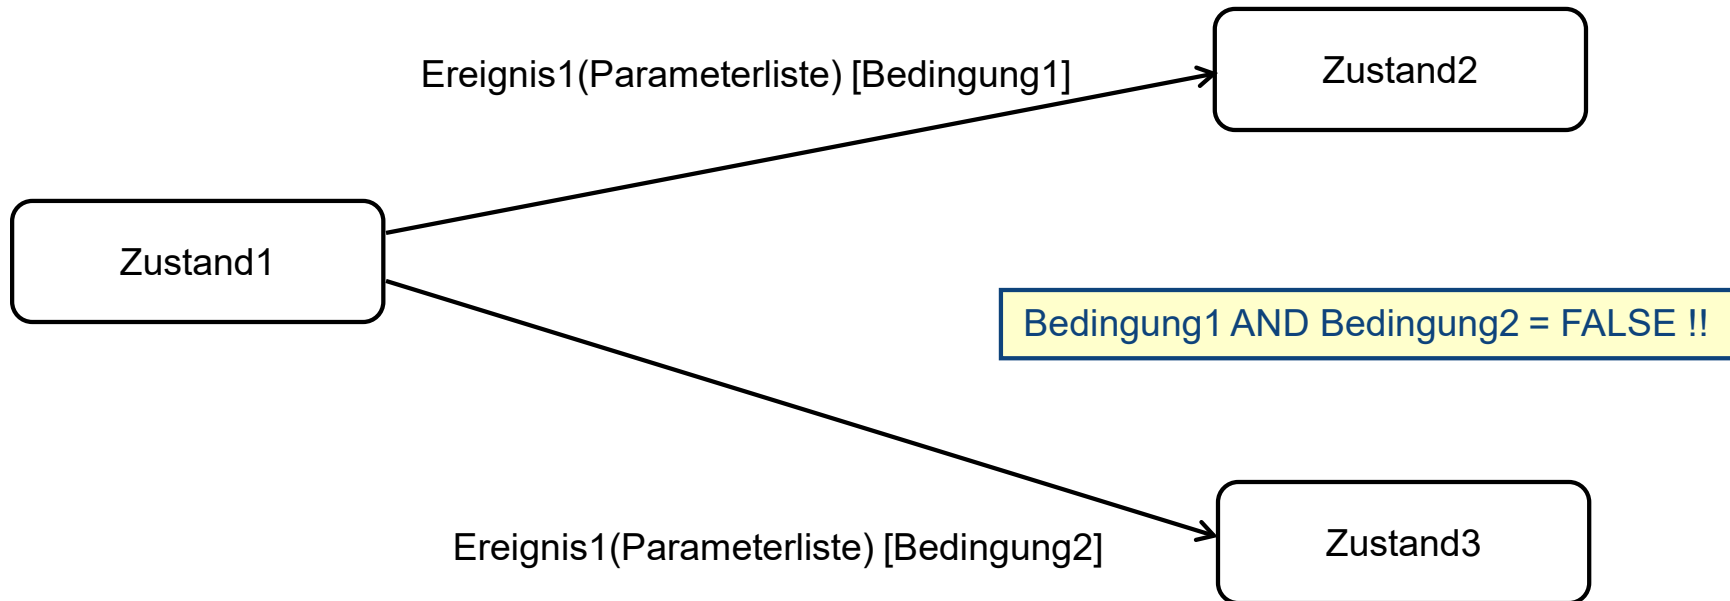 Ereignis1(Parameterliste) [Bedingung1]
Zustand2
Zustand1
Bedingung1 AND Bedingung2 = FALSE !!
Ereignis1(Parameterliste) [Bedingung2]
Zustand3